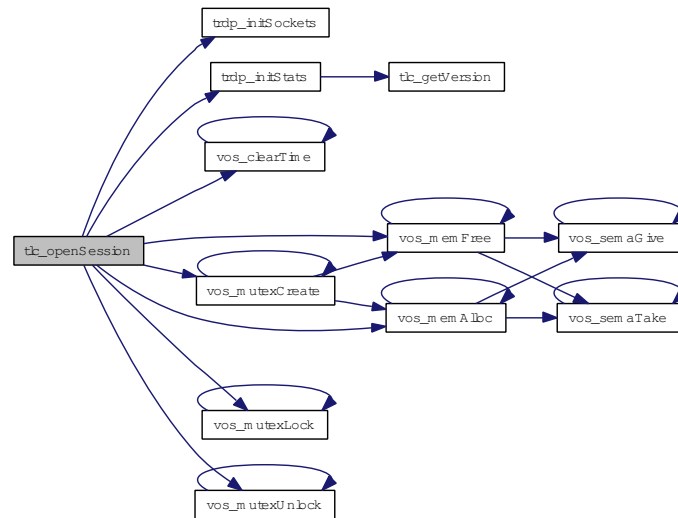 trdp_initSockets
trdp_initStats
tlc_getVersion
vos_clearTime
vos_memFree
vos_semaGive
tlc_openSession
vos_mutexCreate
vos_memAlloc
vos_semaTake
vos_mutexLock
vos_mutexUnlock